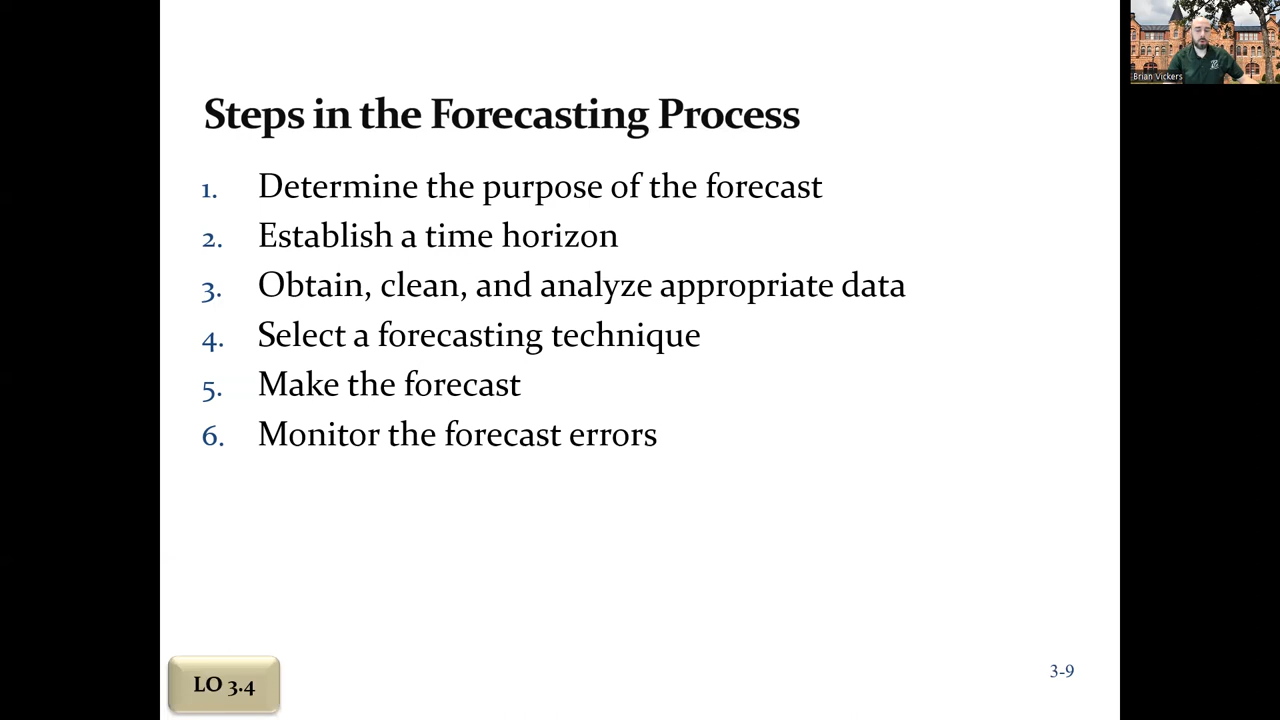 Brian Vickers
Steps in the Forecasting Process
1. Determine the purpose of the forecast
2. Establish a time horizon
3. Obtain, clean, and analyze appropriate data
4. Select a forecasting technique
5. Make the forecast
6. Monitor the forecast errors
LO 3.4
3-9